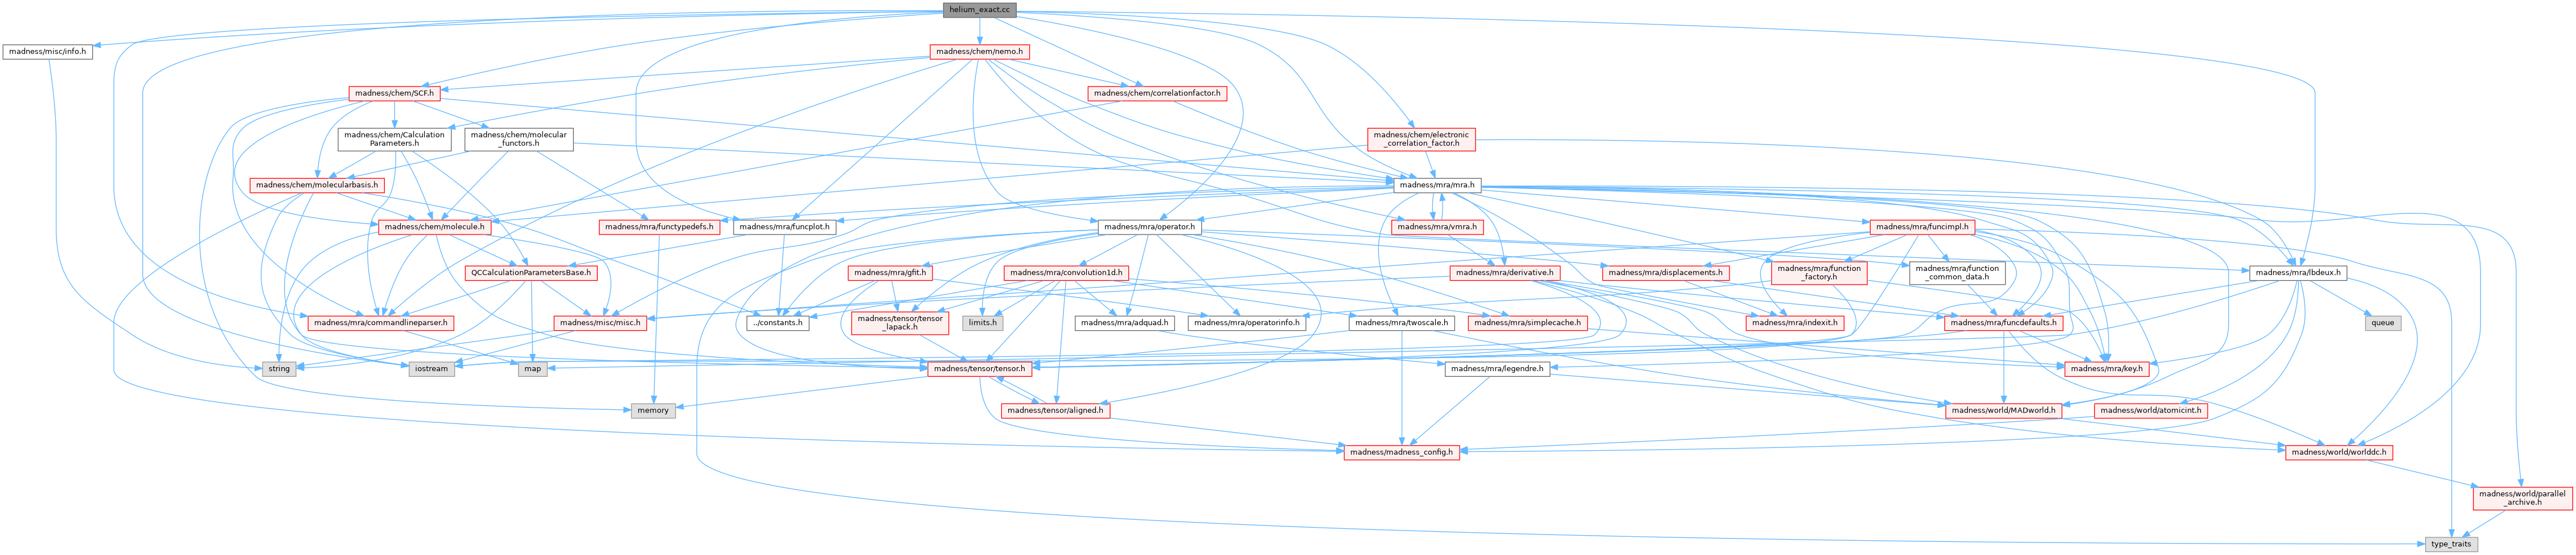 helium_exact.cc
madness/misc/info.h
madness/chem/nemo.h
madness/chem/SCF.h
madness/chem/correlationfactor.h
madness/chem/Calculation
Parameters.h
madness/chem/molecular
_functors.h
madness/chem/electronic
_correlation_factor.h
madness/chem/molecularbasis.h
madness/mra/mra.h
madness/chem/molecule.h
madness/mra/functypedefs.h
madness/mra/funcplot.h
madness/mra/operator.h
madness/mra/vmra.h
madness/mra/funcimpl.h
QCCalculationParametersBase.h
madness/mra/gfit.h
madness/mra/convolution1d.h
madness/mra/derivative.h
madness/mra/displacements.h
madness/mra/function
_factory.h
madness/mra/function
_common_data.h
madness/mra/lbdeux.h
madness/mra/commandlineparser.h
madness/misc/misc.h
../constants.h
madness/tensor/tensor
_lapack.h
limits.h
madness/mra/adquad.h
madness/mra/operatorinfo.h
madness/mra/twoscale.h
madness/mra/simplecache.h
madness/mra/indexit.h
madness/mra/funcdefaults.h
queue
string
iostream
map
madness/tensor/tensor.h
madness/mra/legendre.h
madness/mra/key.h
memory
madness/tensor/aligned.h
madness/world/MADworld.h
madness/world/atomicint.h
madness/madness_config.h
madness/world/worlddc.h
madness/world/parallel
_archive.h
type_traits